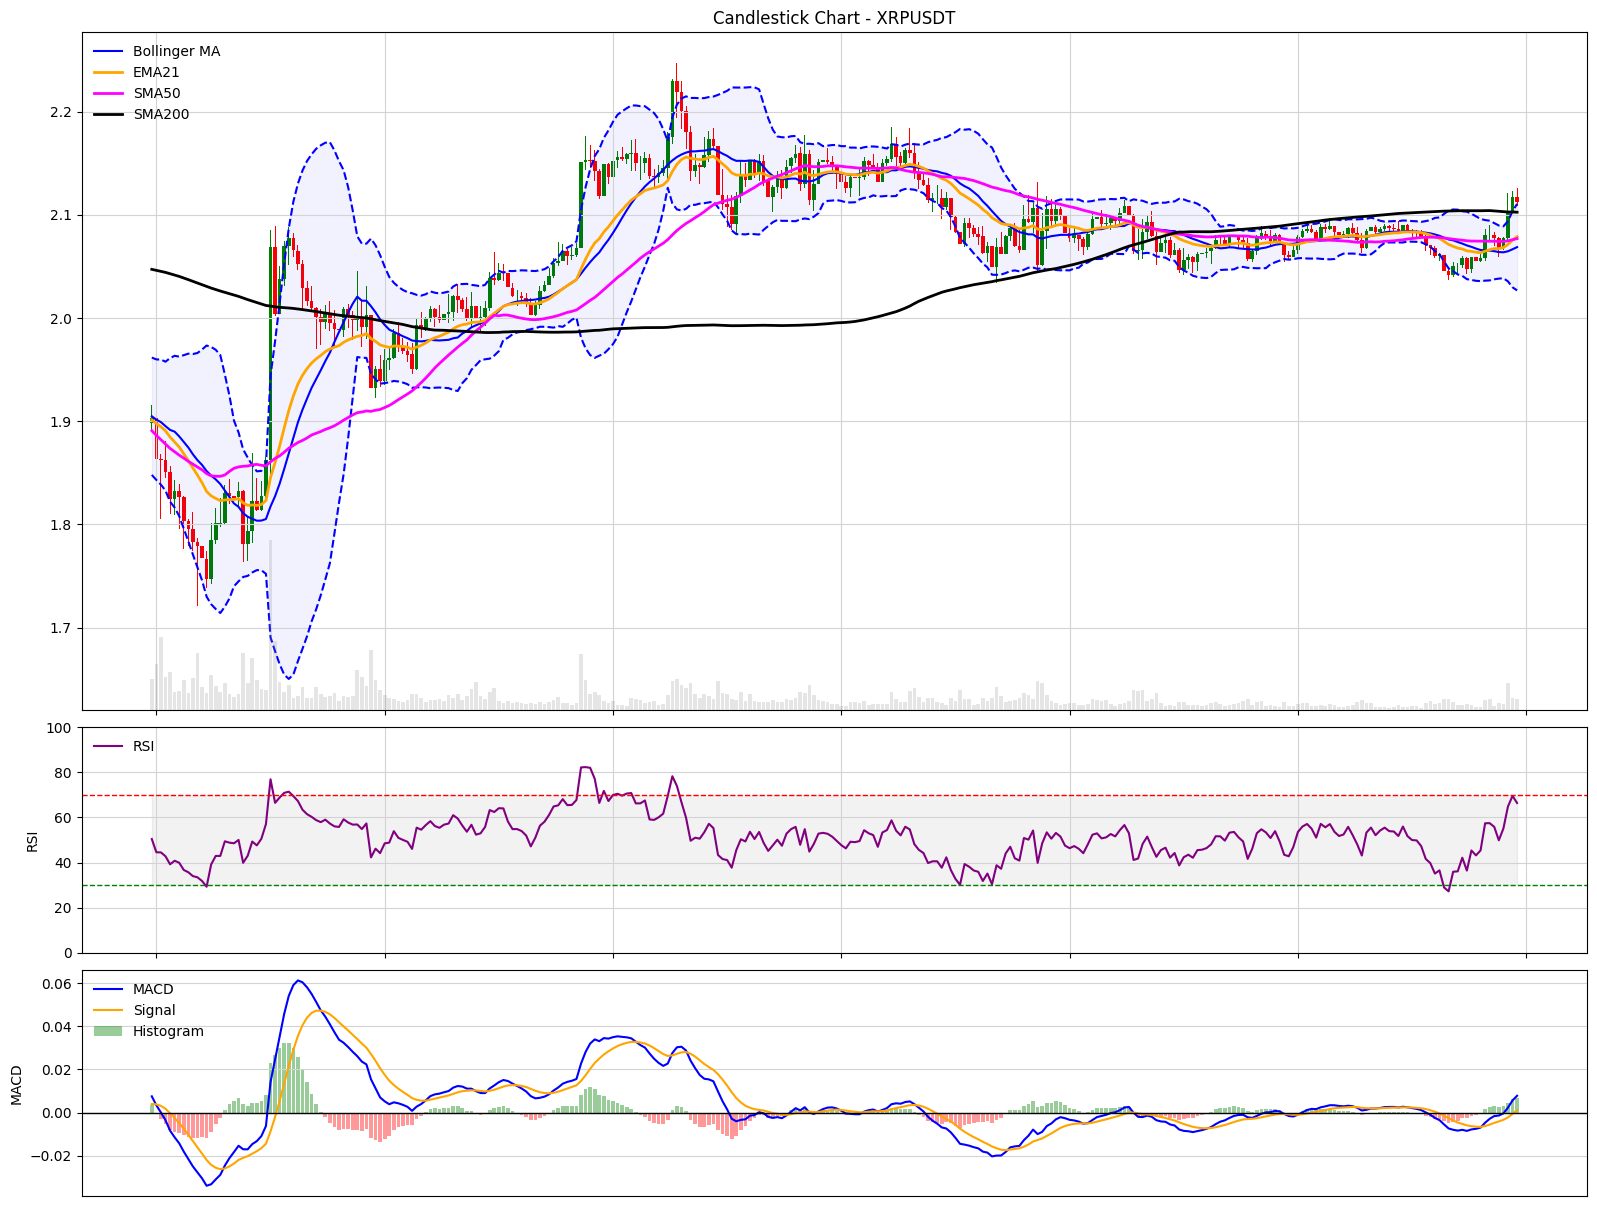 Candlestick Chart - XRPUSDT
Bollinger MA
EMA21
SMA50
SMA200
2.2
2.1
2.0
1.9
1.8
1.7
100
RSI
80
60
RSI
40
20
0
0.06
MACD
Signal
0.04
Histogram
0.02
MACD
0.00
−0.02